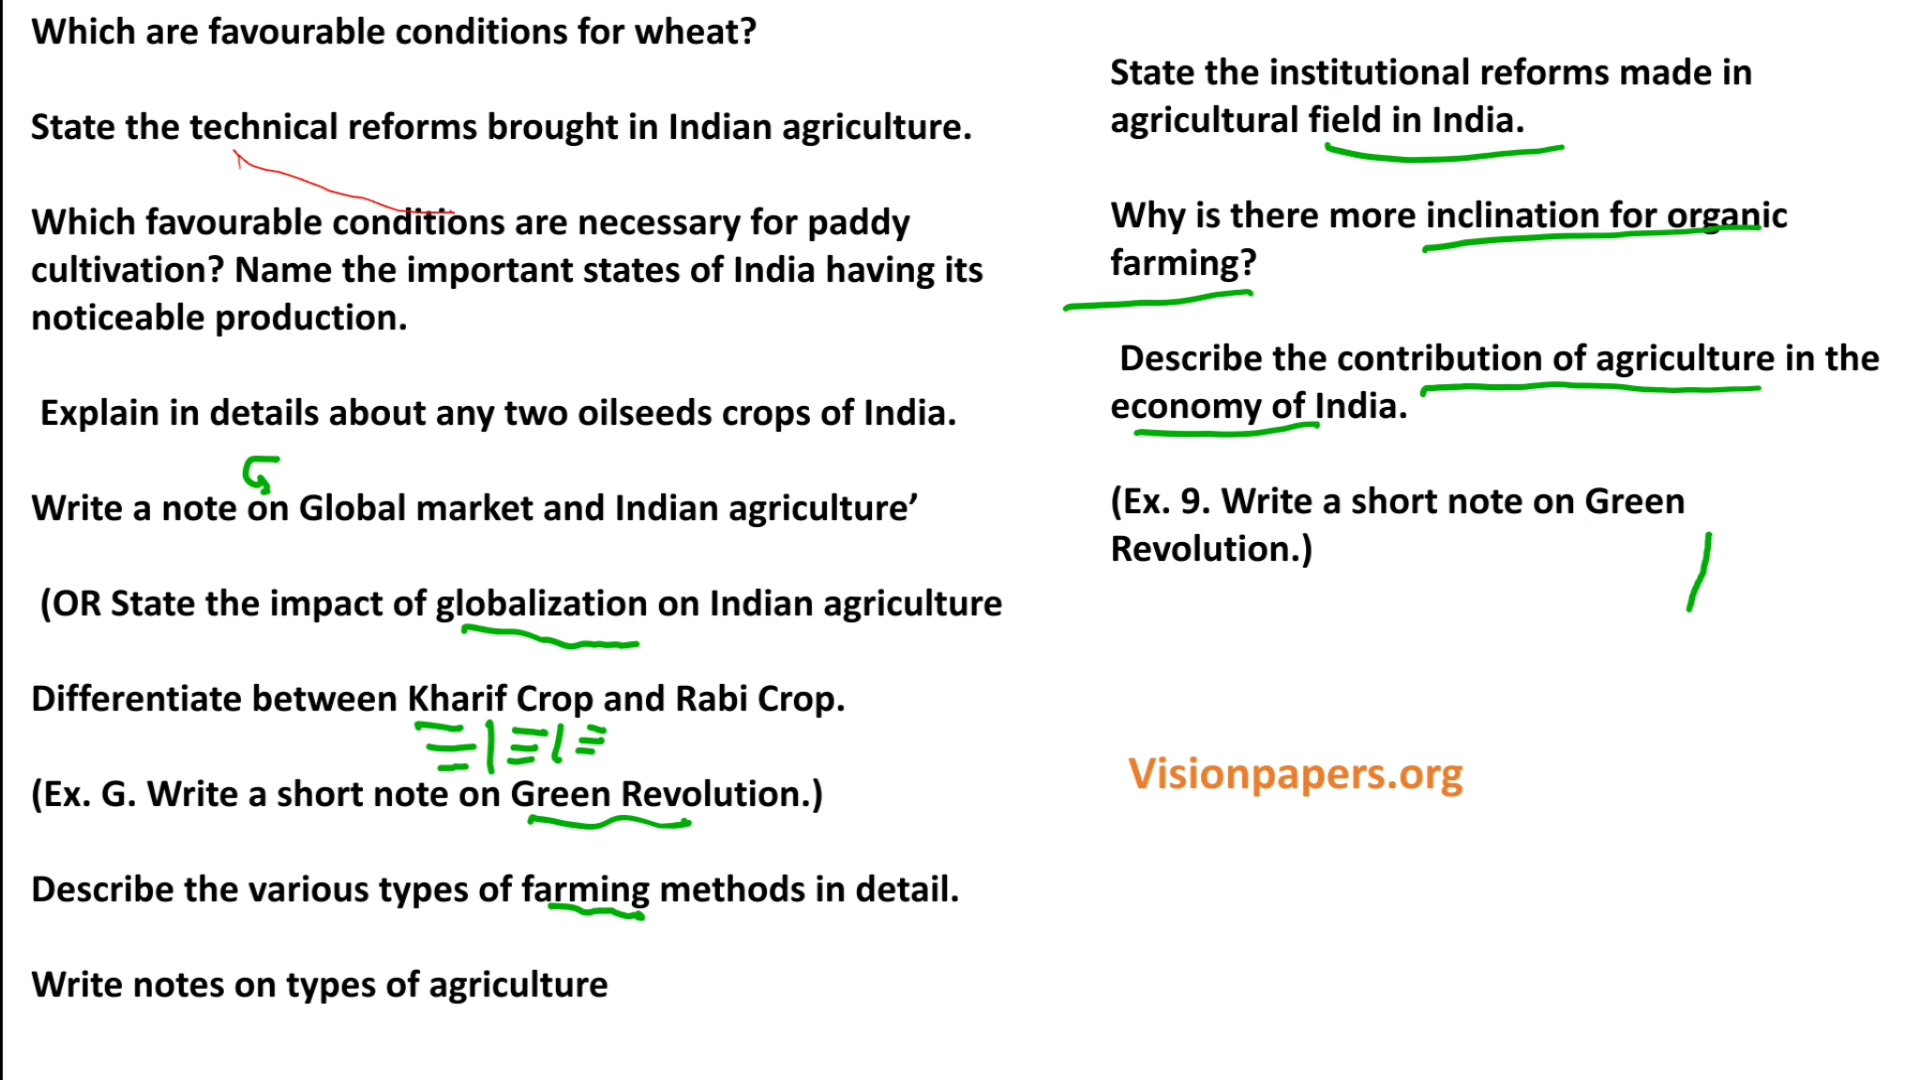 Which are favourable conditions for wheat?
State the technical reforms brought in Indian agriculture.
Which favourable conditions are necessary for paddy
cultivation? Name the important states of India having its
noticeable production.
Explain in details about any two oilseeds crops of India.
Write a note on Global market and Indian agriculture’
(OR State the impact of globalization on Indian agriculture
Differentiate between Kharif Crop and Rabi Crop.
(Ex. G. Write a short note on Green Revolution.)
Describe the various types of farming methods in detail.
Write notes on types of agriculture
State the institutional reforms made in
agricultural field in India.
Why is there more inclination for organic
farming?
Describe the contribution of agriculture in the
economy of India.
(Ex. 9. Write a short note on Green
Revolution.)
Visionpapers.org